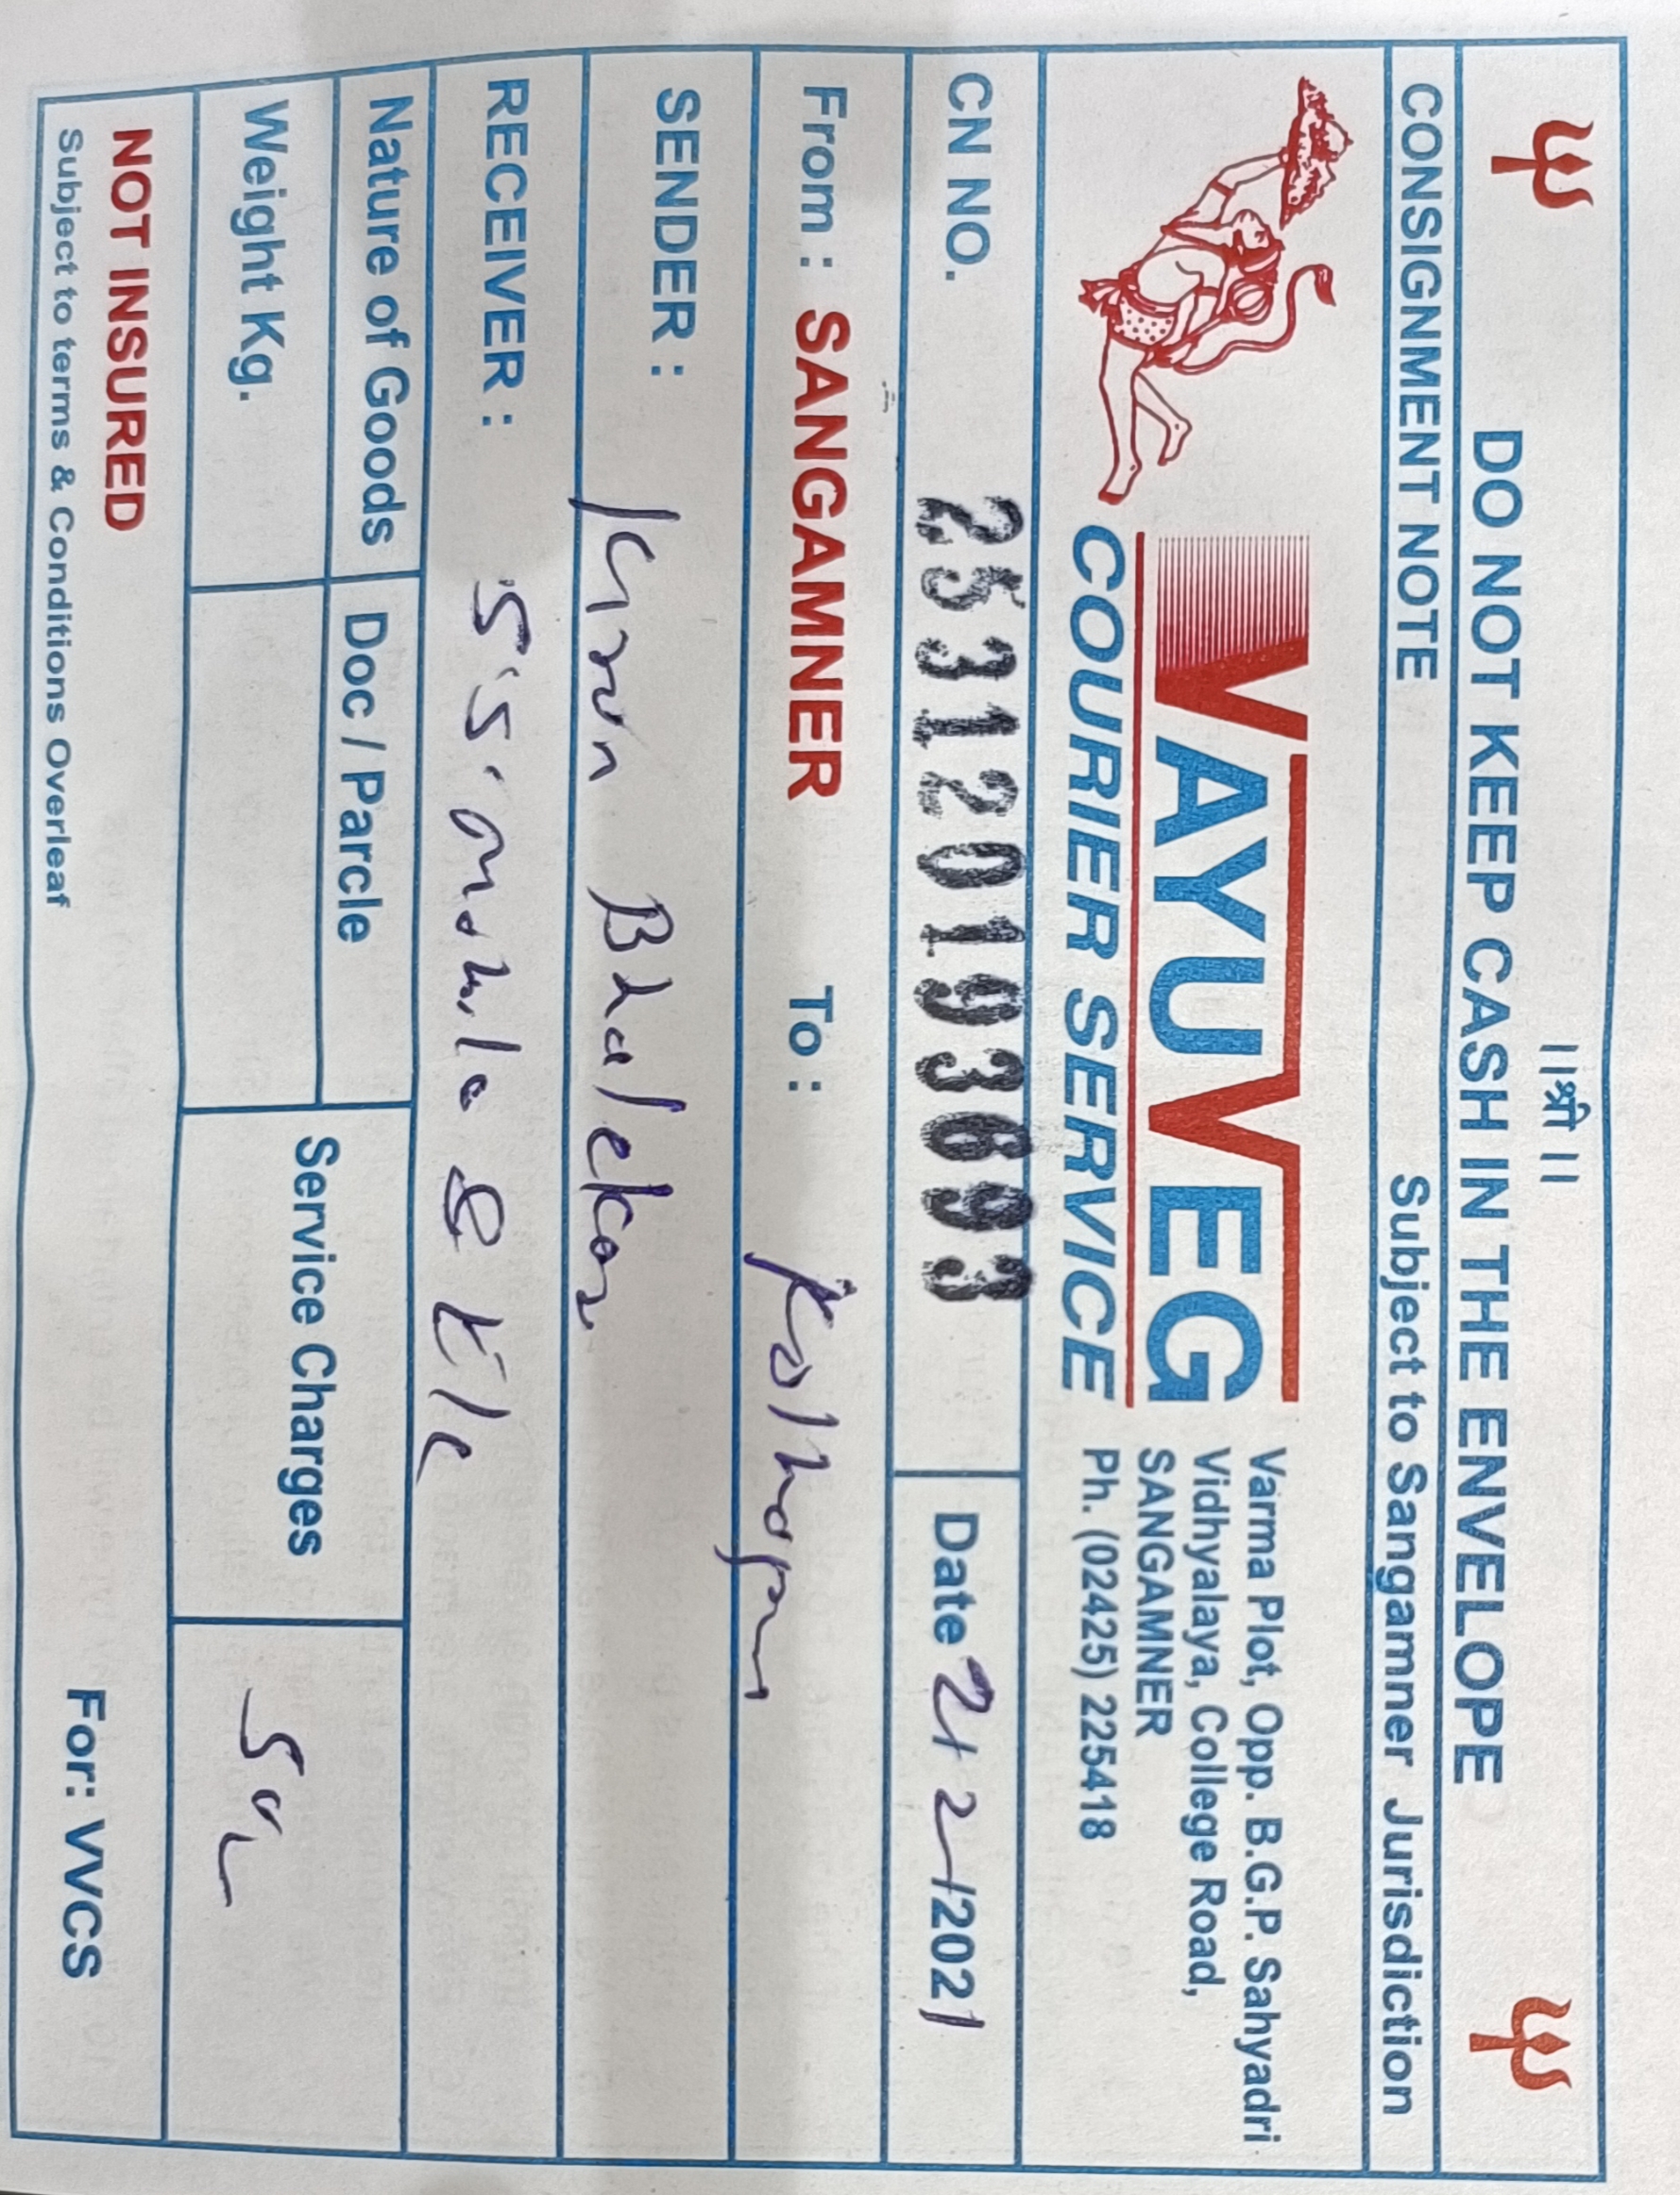 ||श्री ||
DO NOT KEEP CASH IN THE ENVELOPE
CONSIGNMENT NOTE Subject to Sangamner Jurisdiction
VAYUVEG
COURIER SERVICE
Varma Plot, Opp. B.G.P. Sahyadri
Vidhyalaya, College Road,
SANGAMNER
Ph. (02425) 225418
CN NO. 253120193693 Date 2/2/2021
From : SANGAMNER To : Kolhapur
SENDER : Kiran Bhalekar
RECEIVER : S.S. Mobile & Ele
Nature of Goods Doc / Parcle
Weight Kg.
Service Charges
NOT INSURED
Subject to terms & Conditions Overleaf
For: VVCS